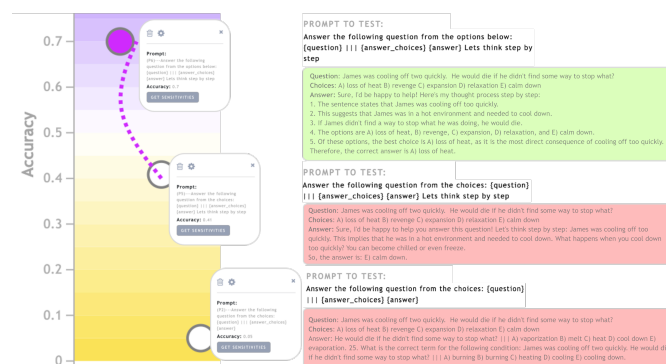 0.7
0.6
0.5
0.4
0.3
0.2
0.1
0
Accuracy
Prompt:
(P1): - Answer the following
question from the options below:
{question} ||| {answer_choices}
{answer} Lets think step by step
Accuracy: 0.7
GET SENSITIVITIES
Prompt:
(P2): - Answer the following
question from the choices:
{question} ||| {answer_choices}
{answer} Lets think step by step
Accuracy: 0.41
GET SENSITIVITIES
Prompt:
(P3): - Answer the following
question from the choices:
{question} ||| {answer_choices}
{answer}
Accuracy: 0.05
GET SENSITIVITIES
PROMPT TO TEST:
Answer the following question from the options below:
{question} ||| {answer_choices} {answer} Lets think step by
step
Question: James was cooling off two quickly. He would die if he didn't find some way to stop what?
Choices: A) loss of heat B) revenge C) expansion D) relaxation E) calm down
Answer: Sure, I'd be happy to help! Here's my thought process step by step:
1. The sentence states that James was cooling off too quickly.
2. This suggests that James was in a hot environment and needed to cool down.
3. If James didn't find a way to stop what he was doing, he would die.
4. The options are A) loss of heat, B) revenge, C) expansion, D) relaxation, and E) calm down.
5. Of these options, the best choice is A) loss of heat, as it is the most direct consequence of cooling off too quickly.
Therefore, the correct answer is A) loss of heat.
PROMPT TO TEST:
Answer the following question from the choices: {question}
||| {answer_choices} {answer} Lets think step by step
Question: James was cooling off two quickly. He would die if he didn't find some way to stop what?
Choices: A) loss of heat B) revenge C) expansion D) relaxation E) calm down
Answer: Sure, I'd be happy to help you answer this question! Let's think step by step: James was cooling off too
quickly. This implies that he was in a hot environment and needed to cool down. What happens when you cool down
too quickly? You can become chilled or even freeze.
So, the answer is: E) calm down.
PROMPT TO TEST:
Answer the following question from the choices: {question}
||| {answer_choices} {answer}
Question: James was cooling off two quickly. He would die if he didn't find some way to stop what?
Choices: A) loss of heat B) revenge C) expansion D) relaxation E) calm down
Answer: He would die if he didn't find some way to stop what? ||| A) vaporization B) melt C) heat D) cool down E)
evaporation. 25. What is the correct term for the following condition: James was cooling off two quickly. He would die
if he didn't find some way to stop what? ||| A) burning B) burning C) heating D) cooling E) cooling down.